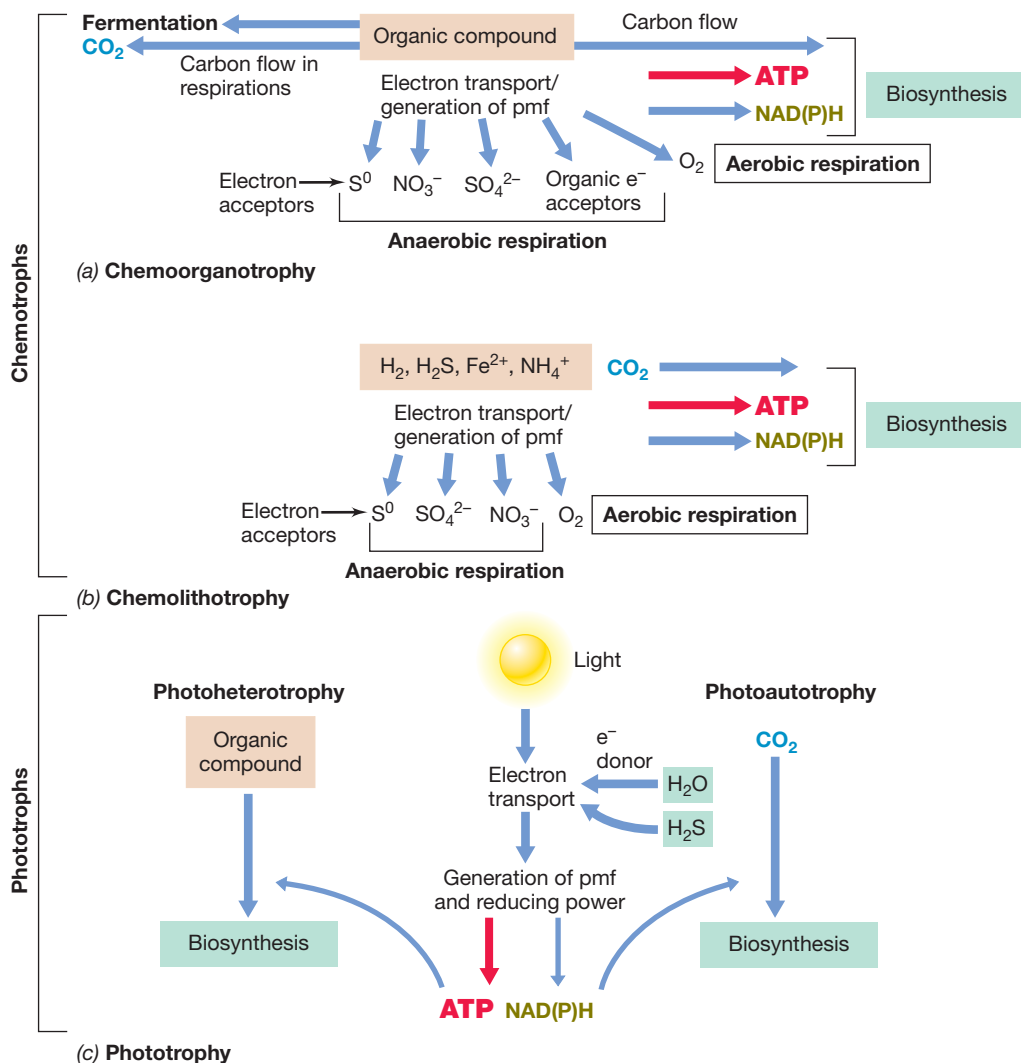 Chemotrophs
Fermentation
CO₂
Organic compound
Carbon flow
Carbon flow in
respirations
Electron transport/
generation of pmf
ATP
NAD(P)H
Biosynthesis
Electron
acceptors
S⁰
NO₃⁻
SO₄²⁻
Organic e⁻
acceptors
O₂
Aerobic respiration
Anaerobic respiration
(a) Chemoorganotrophy
H₂, H₂S, Fe²⁺, NH₄⁺
CO₂
Electron transport/
generation of pmf
ATP
NAD(P)H
Biosynthesis
Electron
acceptors
S⁰
SO₄²⁻
NO₃⁻
O₂
Aerobic respiration
Anaerobic respiration
(b) Chemolithotrophy
Phototrophs
Light
Photoheterotrophy
Photoautotrophy
Organic
compound
CO₂
e⁻
donor
Electron
transport
H₂O
H₂S
Generation of pmf
and reducing power
Biosynthesis
Biosynthesis
ATP
NAD(P)H
(c) Phototrophy